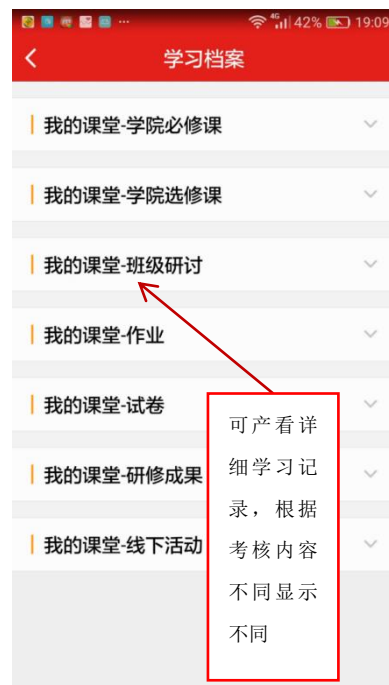 4G 42% 19:09
学习档案
我的课堂-学院必修课
我的课堂-学院选修课
我的课堂-班级研讨
我的课堂-作业
我的课堂-试卷
我的课堂-研修成果
我的课堂-线下活动
可产看详
细学习记
录，根据
考核内容
不同显示
不同